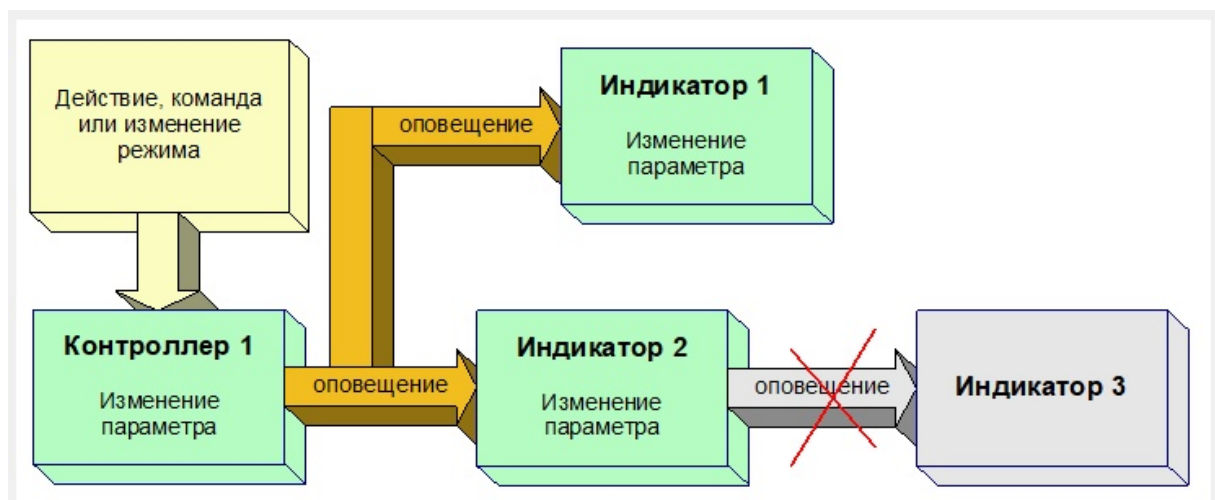 Действие, команда
или изменение
режима
оповещение
Индикатор 1
Изменение
параметра
Контроллер 1
Изменение
параметра
оповещение
Индикатор 2
Изменение
параметра
оповещение
Индикатор 3